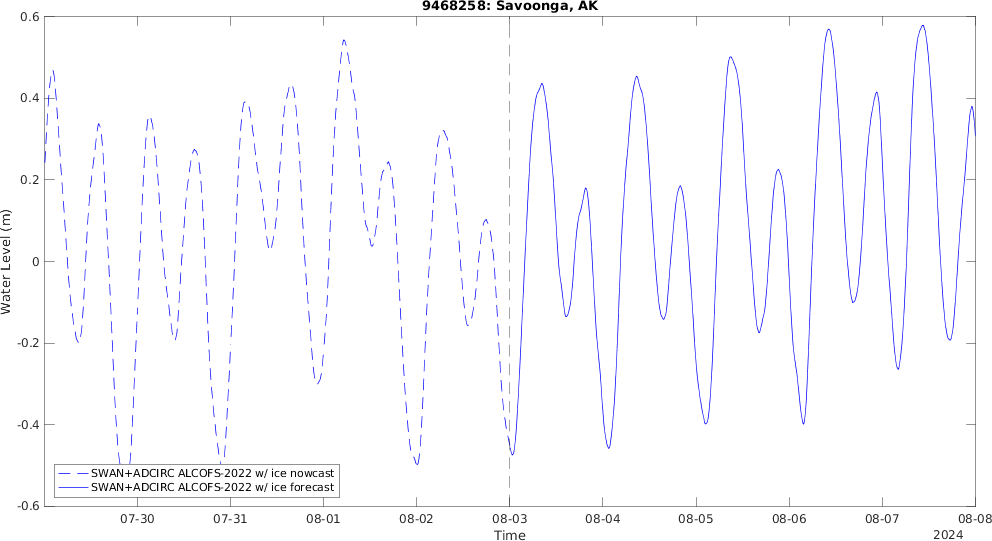 9468258: Savoonga, AK
Water Level (m)
0.6
0.4
0.2
0
-0.2
-0.4
-0.6
SWAN+ADCIRC ALCOFS-2022 w/ ice nowcast
SWAN+ADCIRC ALCOFS-2022 w/ ice forecast
07-30 07-31 08-01 08-02 08-03 08-04 08-05 08-06 08-07 08-08
Time
2024